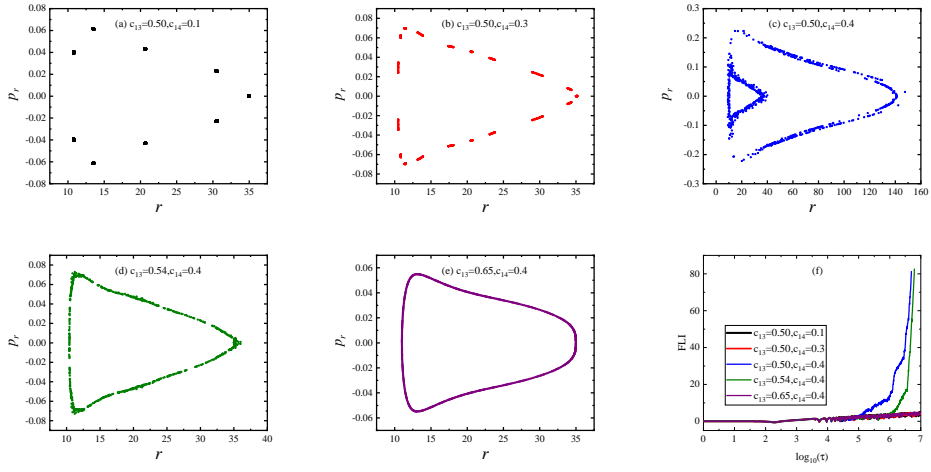 (a) c₁₃=0.50,c₁₄=0.1
0.08
0.06
0.04
0.02
0.00
-0.02
-0.04
-0.06
-0.08
pᵣ
10 15 20 25 30 35
r
(b) c₁₃=0.50,c₁₄=0.3
0.08
0.06
0.04
0.02
0.00
-0.02
-0.04
-0.06
-0.08
pᵣ
10 15 20 25 30 35
r
(c) c₁₃=0.50,c₁₄=0.4
0.3
0.2
0.1
0.0
-0.1
-0.2
-0.3
pᵣ
0 20 40 60 80 100 120 140 160
r
(d) c₁₃=0.54,c₁₄=0.4
0.08
0.06
0.04
0.02
0.00
-0.02
-0.04
-0.06
-0.08
pᵣ
10 15 20 25 30 35 40
r
(e) c₁₃=0.65,c₁₄=0.4
0.06
0.04
0.02
0.00
-0.02
-0.04
-0.06
pᵣ
10 15 20 25 30 35
r
(f)
80
60
40
20
0
FLI
c₁₃=0.50,c₁₄=0.1
c₁₃=0.50,c₁₄=0.3
c₁₃=0.50,c₁₄=0.4
c₁₃=0.54,c₁₄=0.4
c₁₃=0.65,c₁₄=0.4
0 1 2 3 4 5 6 7
log₁₀(τ)